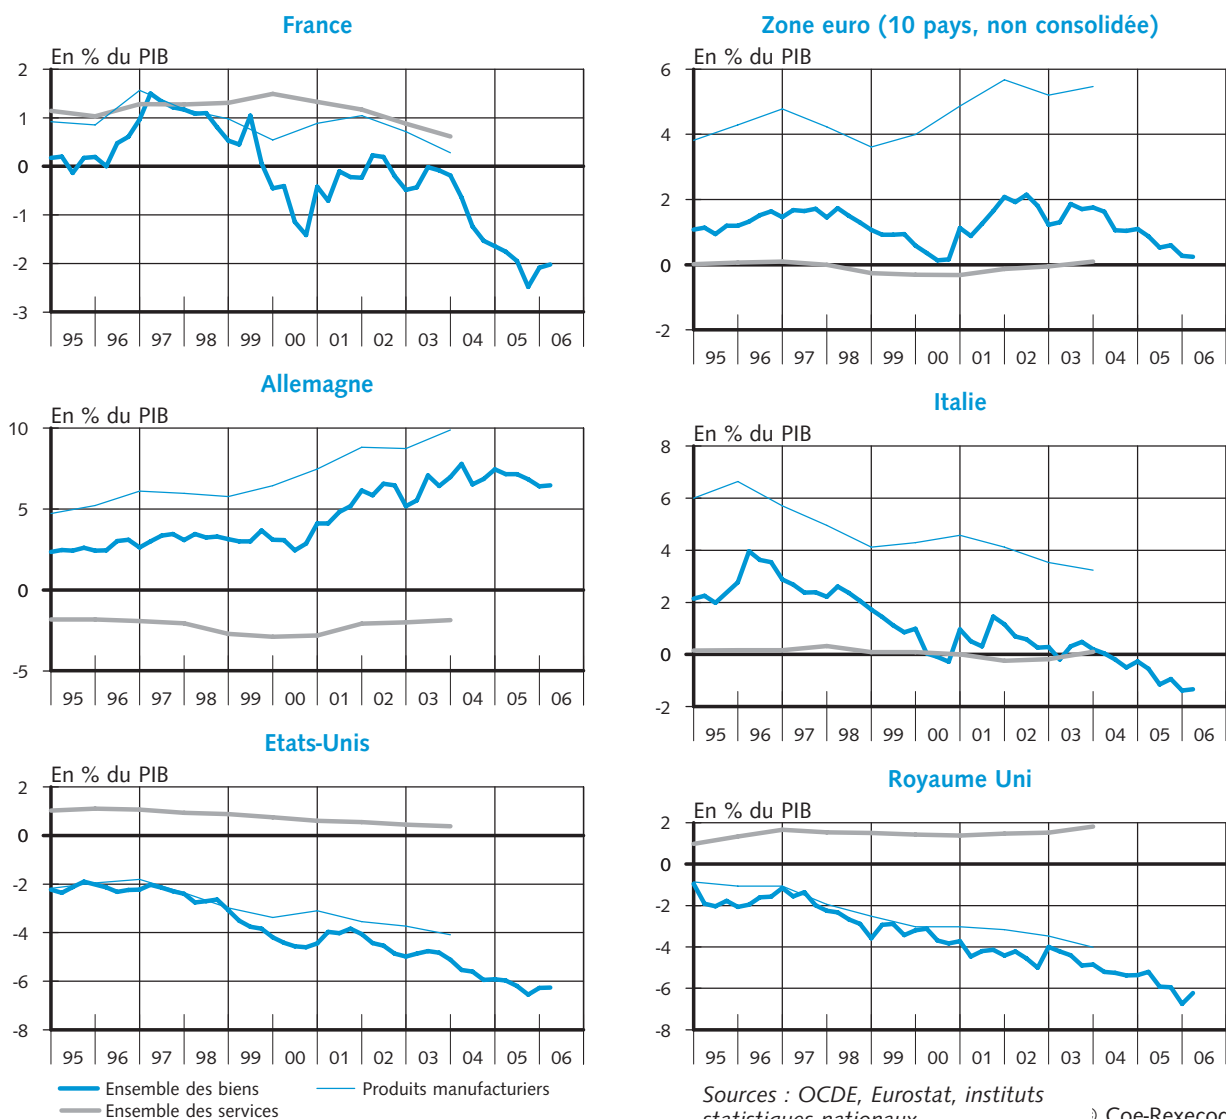 France
En % du PIB
2
1
0
-1
-2
-3
95 96 97 98 99 00 01 02 03 04 05 06
Zone euro (10 pays, non consolidée)
En % du PIB
6
4
2
0
-2
95 96 97 98 99 00 01 02 03 04 05 06
Allemagne
En % du PIB
10
5
0
-5
95 96 97 98 99 00 01 02 03 04 05 06
Italie
En % du PIB
8
6
4
2
0
-2
95 96 97 98 99 00 01 02 03 04 05 06
Etats-Unis
En % du PIB
2
0
-2
-4
-6
-8
95 96 97 98 99 00 01 02 03 04 05 06
Royaume Uni
En % du PIB
2
0
-2
-4
-6
-8
95 96 97 98 99 00 01 02 03 04 05 06
Ensemble des biens
Produits manufacturiers
Ensemble des services
Sources : OCDE, Eurostat, instituts
statistiques nationaux
© Coe-Rexecod